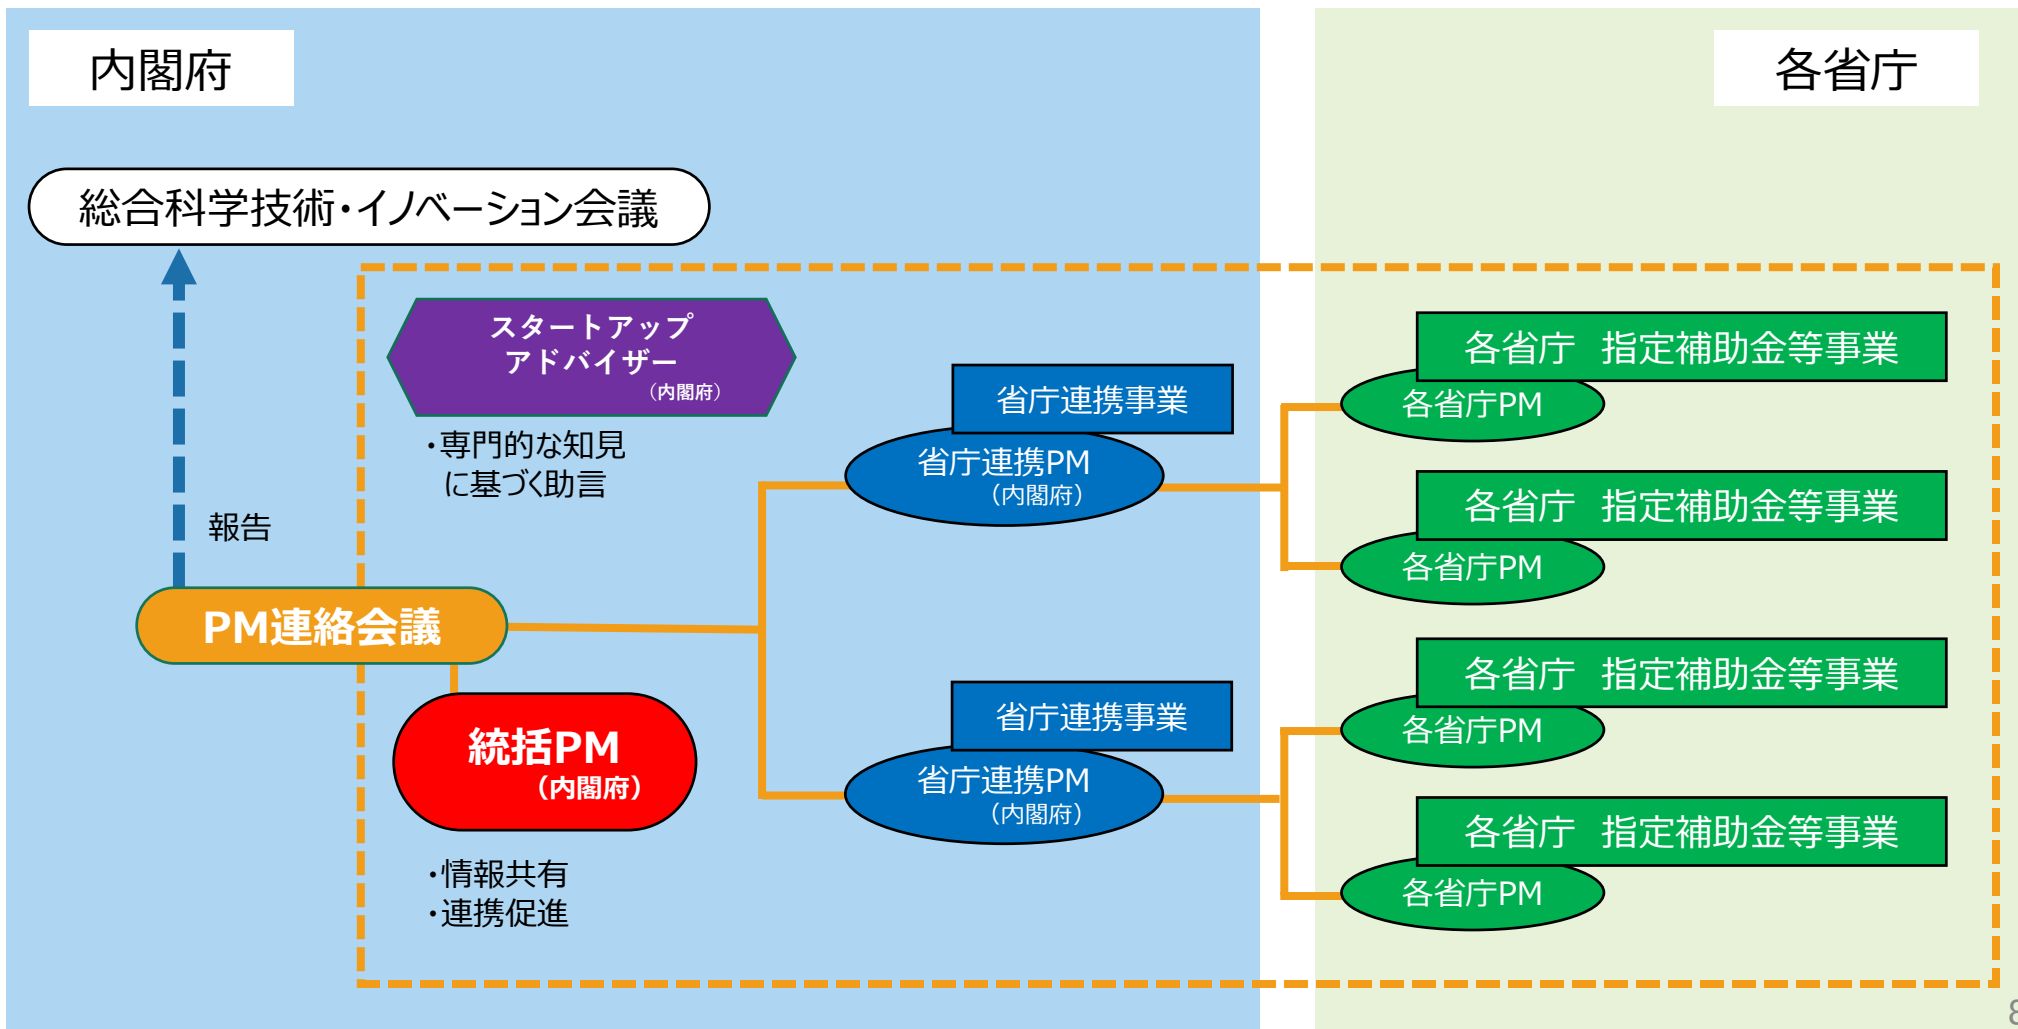 内閣府
各省庁
総合科学技術・イノベーション会議
スタートアップ
アドバイザー
（内閣府）
・専門的な知見
に基づく助言
報告
PM連絡会議
統括PM
（内閣府）
・情報共有
・連携促進
省庁連携事業
省庁連携PM
（内閣府）
省庁連携事業
省庁連携PM
（内閣府）
各省庁　指定補助金等事業
各省庁PM
各省庁　指定補助金等事業
各省庁PM
各省庁　指定補助金等事業
各省庁PM
各省庁　指定補助金等事業
各省庁PM
8